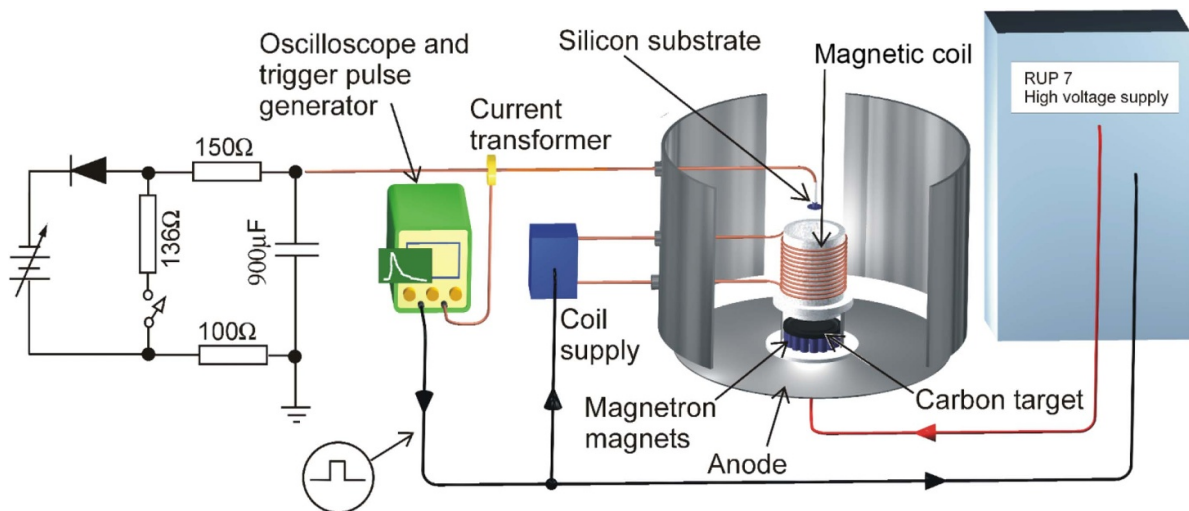 Oscilloscope and
trigger pulse
generator
Current
transformer
Silicon substrate
Magnetic coil
RUP 7
High voltage supply
150Ω
136Ω
900µF
100Ω
Coil
supply
Magnetron
magnets
Anode
Carbon target